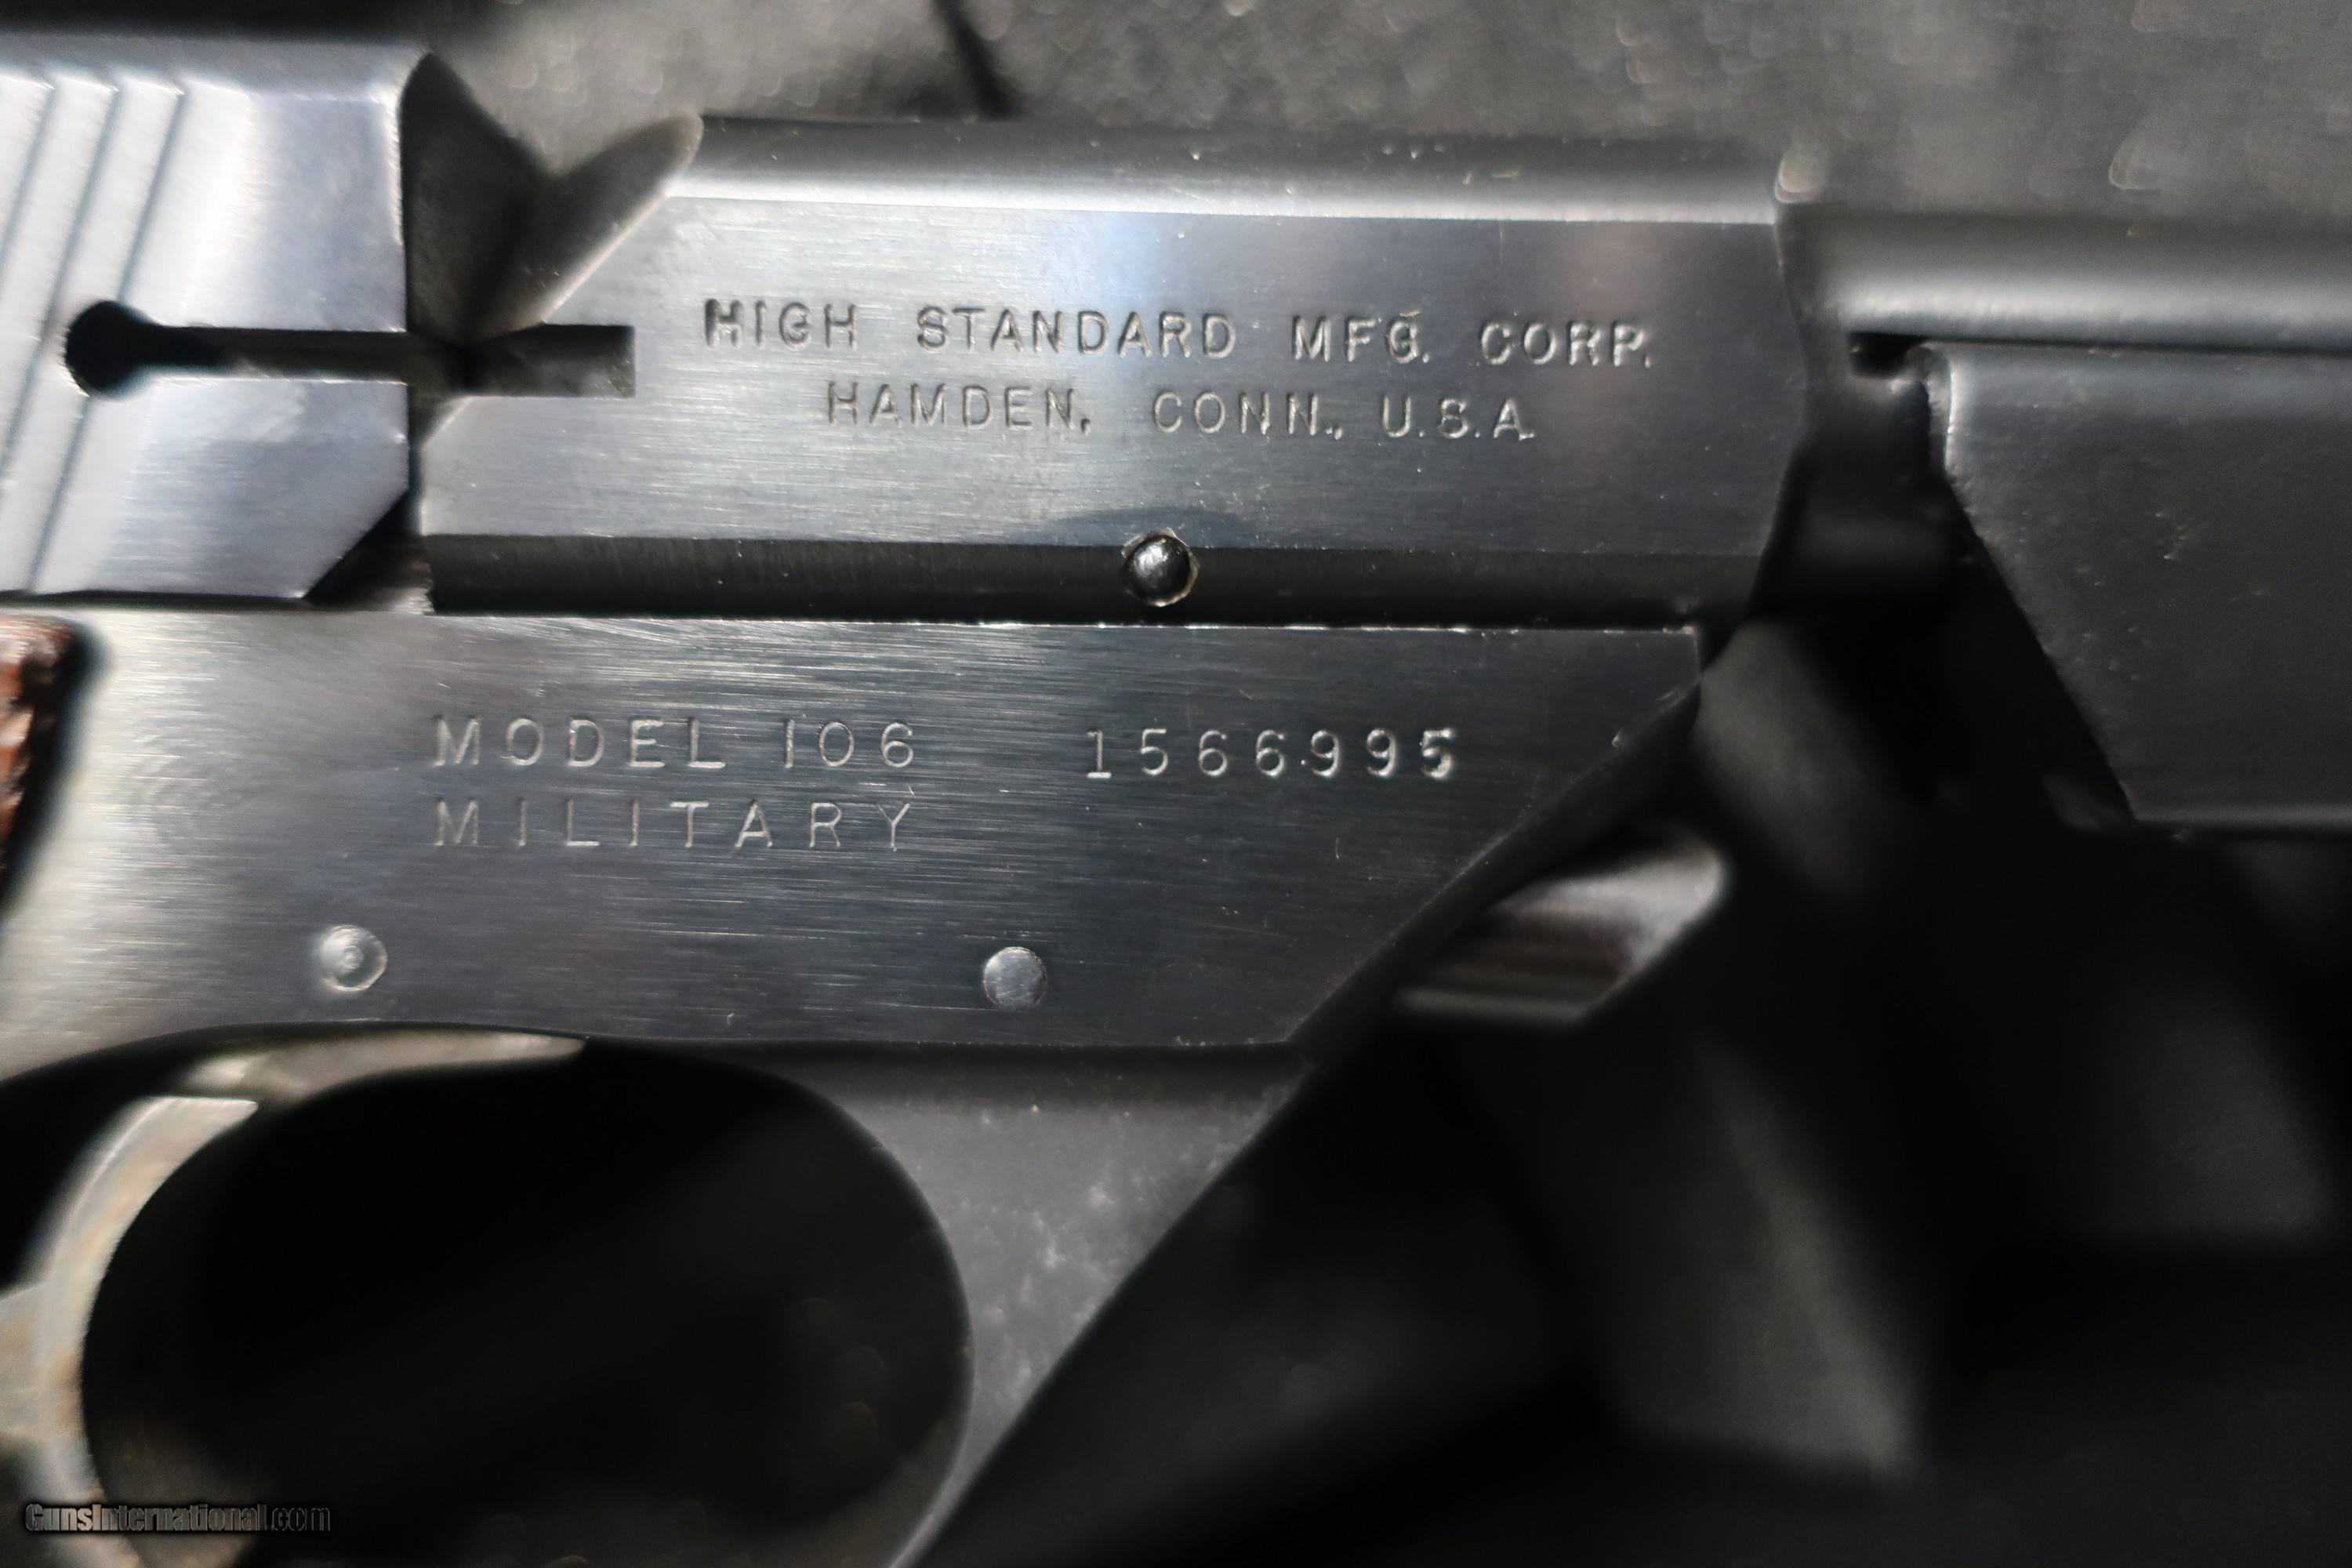 HIGH STANDARD MFG. CORP.
HAMDEN, CONN., U.S.A.
MODEL 106 1566995
MILITARY
GunsInternational.com